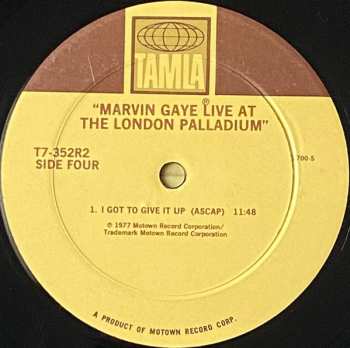 TAMLA
®
"MARVIN GAYE LIVE AT
THE LONDON PALLADIUM"
T7-352R2
SIDE FOUR
700-S
1. I GOT TO GIVE IT UP (ASCAP) 11:48
℗ 1977 Motown Record Corporation/
Trademark Motown Record Corporation
A PRODUCT OF MOTOWN RECORD CORP.